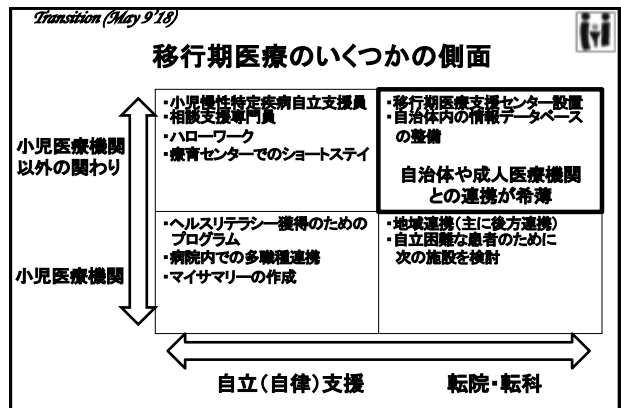 Transition (May 9'18)
移行期医療のいくつかの側面
小児医療機関
以外の関わり
・小児慢性特定疾病自立支援員
・相談支援専門員
・ハローワーク
・療育センターでのショートステイ
・移行期医療支援センター設置
・自治体内の情報データベース
の整備
自治体や成人医療機関
との連携が希薄
小児医療機関
・ヘルスリテラシー獲得のための
プログラム
・病院内での多職種連携
・マイサマリーの作成
・地域連携(主に後方連携)
・自立困難な患者のために
次の施設を検討
自立(自律)支援
転院・転科